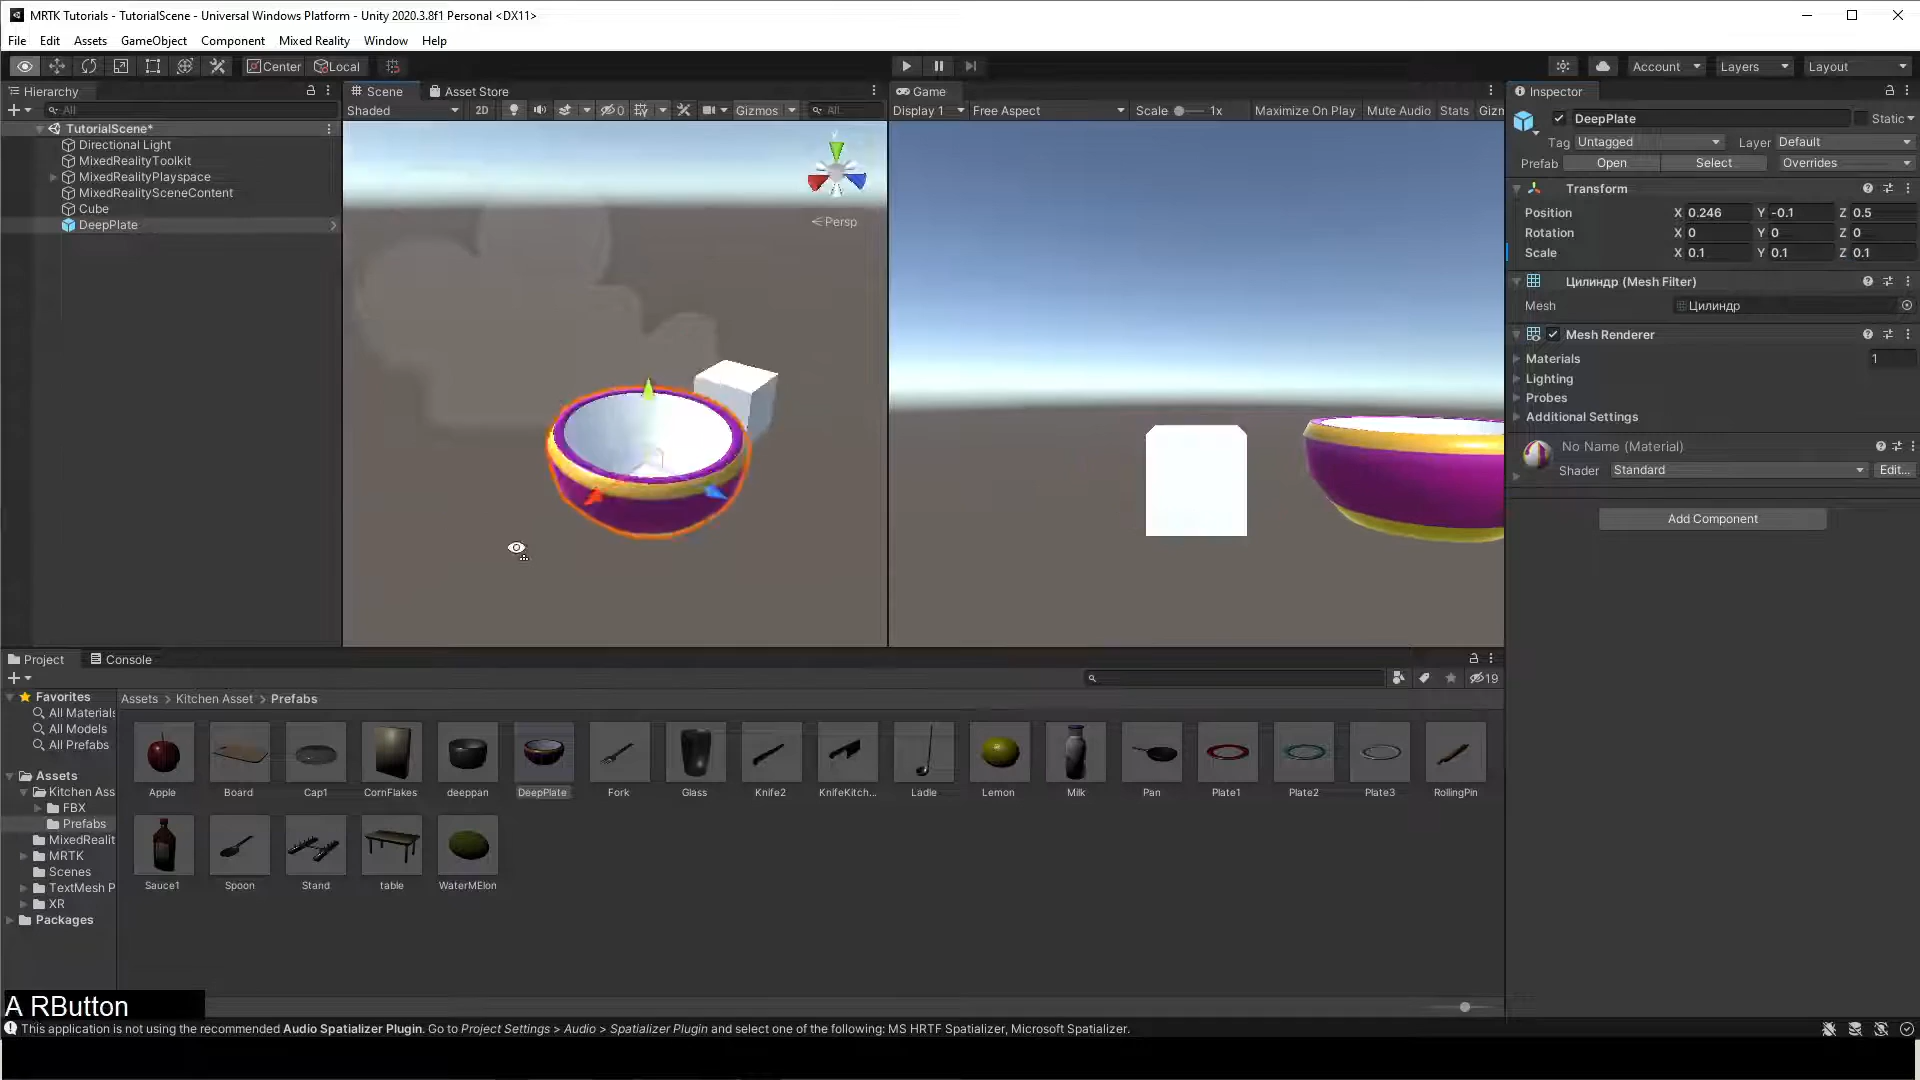 MRTK Tutorials - TutorialScene - Universal Windows Platform - Unity 2020.3.8f1 Personal <DX11>
File Edit Assets GameObject Component Mixed Reality Window Help
Center Local Account Layers Layout
Hierarchy
All
TutorialScene*
Directional Light
MixedRealityToolkit
MixedRealityPlayspace
MixedRealitySceneContent
Cube
DeepPlate
Scene Asset Store
Shaded 2D 0 Gizmos All
y
Persp
Game
Display 1 Free Aspect Scale 1x Maximize On Play Mute Audio Stats Gizn
Inspector
DeepPlate Static
Tag Untagged Layer Default
Prefab Open Select Overrides
Transform
Position X 0.246 Y -0.1 Z 0.5
Rotation X 0 Y 0 Z 0
Scale X 0.1 Y 0.1 Z 0.1
Цилиндр (Mesh Filter)
Mesh Цилиндр
Mesh Renderer
Materials 1
Lighting
Probes
Additional Settings
No Name (Material)
Shader Standard Edit...
Add Component
Project Console
19
Favorites
All Materials
All Models
All Prefabs
Assets
Kitchen Ass
FBX
Prefabs
MixedRealit
MRTK
Scenes
TextMesh P
XR
Packages
Assets > Kitchen Asset > Prefabs
Apple Board Cap1 CornFlakes deeppan DeepPlate Fork Glass Knife2 KnifeKitch... Ladle Lemon Milk Pan Plate1 Plate2 Plate3 RollingPin
Sauce1 Spoon Stand table WaterMElon
A RButton
This application is not using the recommended Audio Spatializer Plugin. Go to Project Settings > Audio > Spatializer Plugin and select one of the following: MS HRTF Spatializer, Microsoft Spatializer.